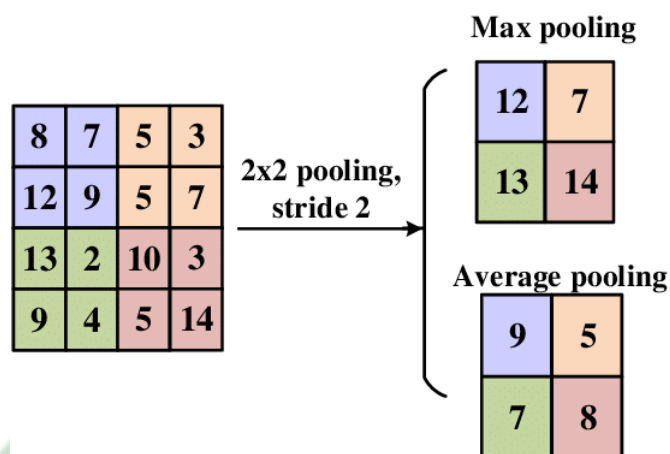 Max pooling
12 7
13 14
8 7 5 3
12 9 5 7
13 2 10 3
9 4 5 14
2x2 pooling,
stride 2
Average pooling
9 5
7 8